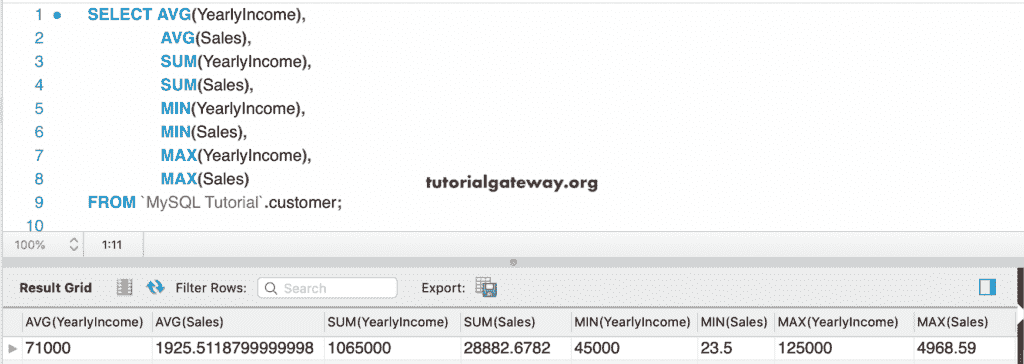 1 SELECT AVG(YearlyIncome),
2 AVG(Sales),
3 SUM(YearlyIncome),
4 SUM(Sales),
5 MIN(YearlyIncome),
6 MIN(Sales),
7 MAX(YearlyIncome),
8 MAX(Sales)
tutorialgateway.org
9 FROM `MySQL Tutorial`.customer;
10
100% 1:11
Result Grid Filter Rows: Search Export:
AVG(YearlyIncome) AVG(Sales) SUM(YearlyIncome) SUM(Sales) MIN(YearlyIncome) MIN(Sales) MAX(YearlyIncome) MAX(Sales)
71000 1925.5118799999998 1065000 28882.6782 45000 23.5 125000 4968.59